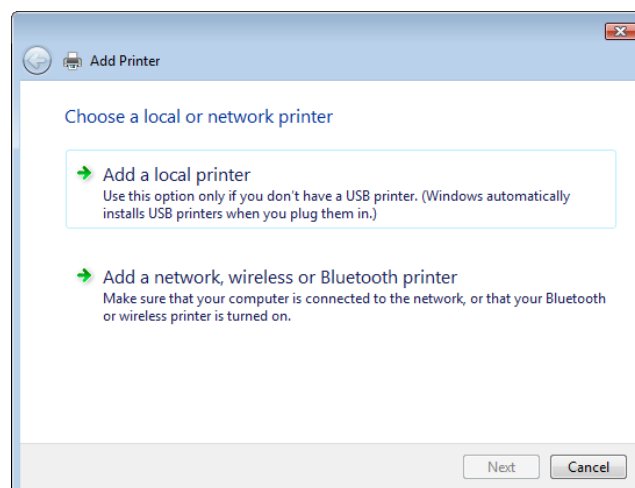 Add Printer
Choose a local or network printer
Add a local printer
Use this option only if you don't have a USB printer. (Windows automatically
installs USB printers when you plug them in.)
Add a network, wireless or Bluetooth printer
Make sure that your computer is connected to the network, or that your Bluetooth
or wireless printer is turned on.
Next Cancel